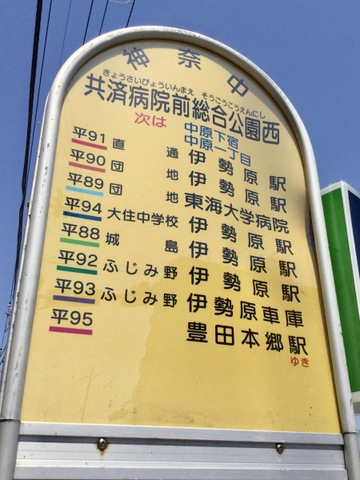 神奈中
きょうさいびょういんまえ そうごうこうえんにし
共済病院前総合公園西
次は 中原下宿
中原一丁目
平91 直通 伊勢原駅
平90 団地 伊勢原駅
平89 団地 東海大学病院
平94 大住中学校 伊勢原駅
平88 城島 伊勢原駅
平92 ふじみ野 伊勢原駅
平93 ふじみ野 伊勢原車庫
平95 豊田本郷駅
ゆき